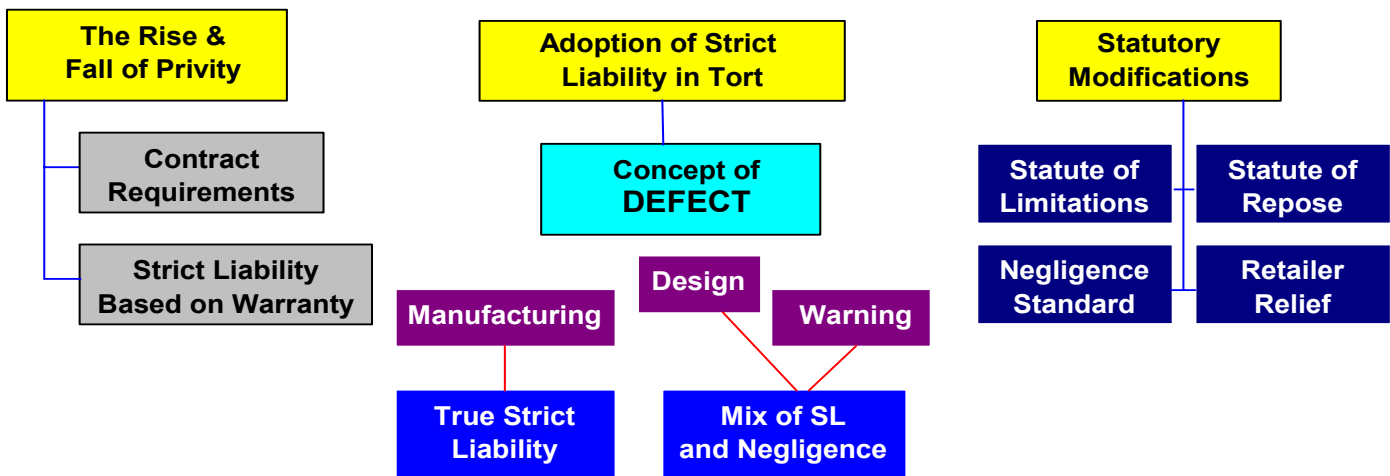 The Rise &
Fall of Privity
Contract
Requirements
Strict Liability
Based on Warranty
Adoption of Strict
Liability in Tort
Concept of
DEFECT
Manufacturing
Design
Warning
True Strict
Liability
Mix of SL
and Negligence
Statutory
Modifications
Statute of
Limitations
Statute of
Repose
Negligence
Standard
Retailer
Relief